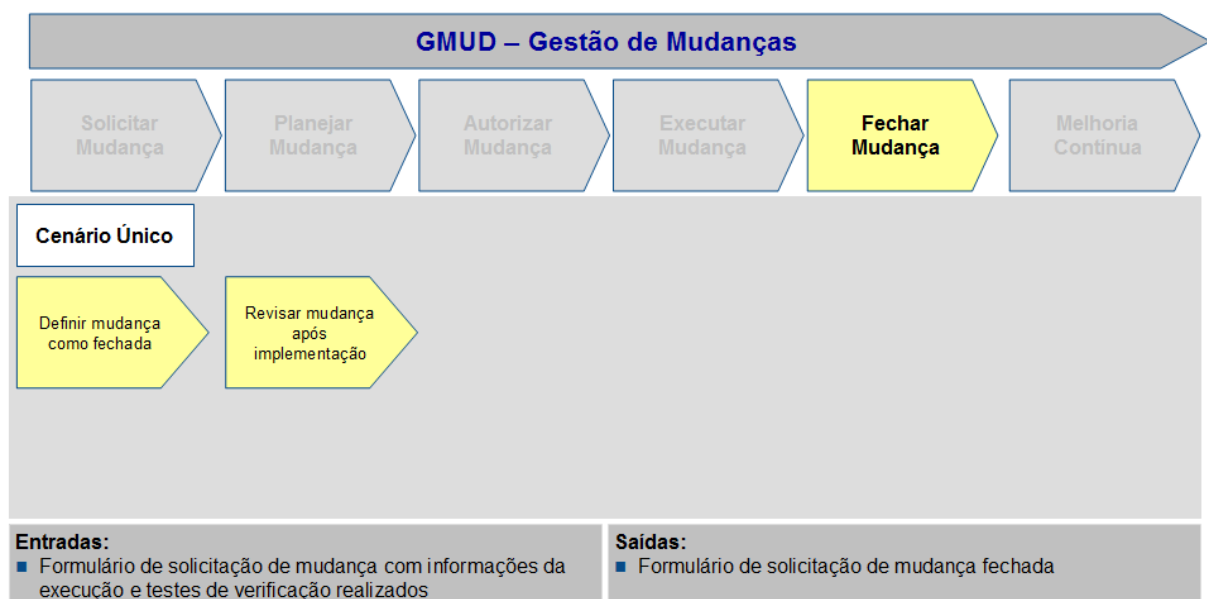 GMUD – Gestão de Mudanças
Solicitar
Mudança
Planejar
Mudança
Autorizar
Mudança
Executar
Mudança
Fechar
Mudança
Melhoria
Continua
Cenário Único
Definir mudança
como fechada
Revisar mudança
após
implementação
Entradas:
■ Formulário de solicitação de mudança com informações da
execução e testes de verificação realizados
Saídas:
■ Formulário de solicitação de mudança fechada